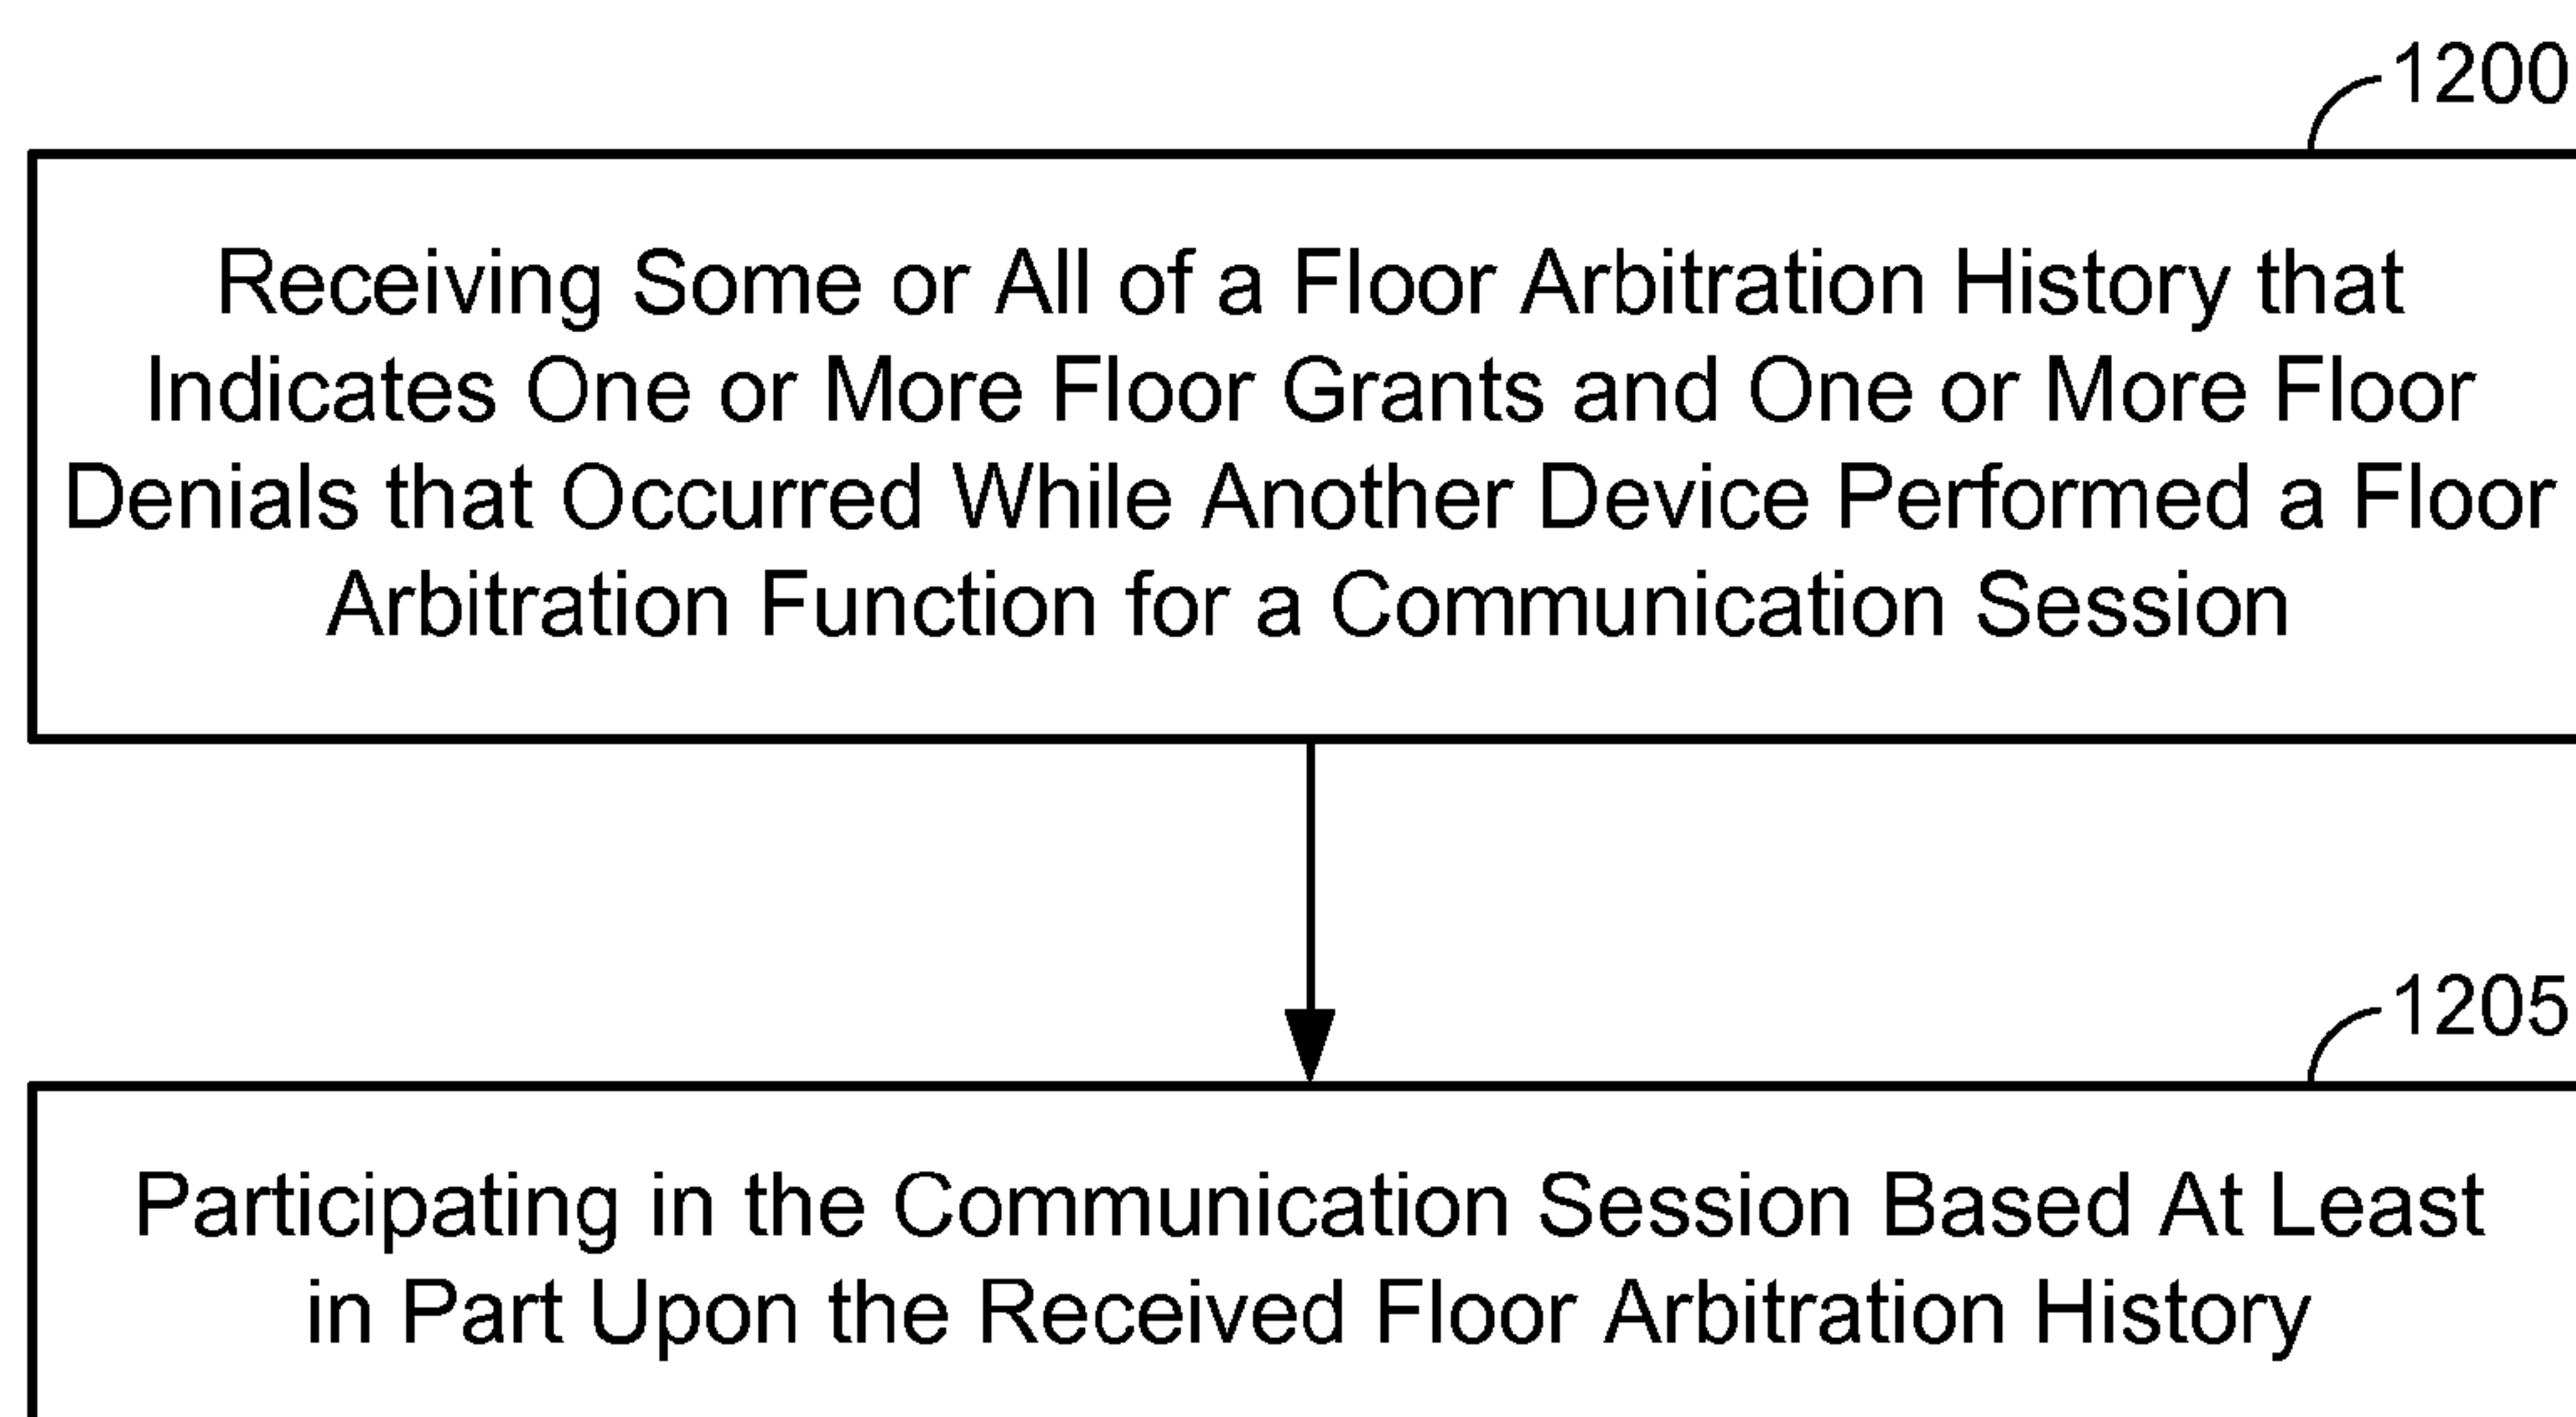 1200
Receiving Some or All of a Floor Arbitration History that
Indicates One or More Floor Grants and One or More Floor
Denials that Occurred While Another Device Performed a Floor
Arbitration Function for a Communication Session
1205
Participating in the Communication Session Based At Least
in Part Upon the Received Floor Arbitration History